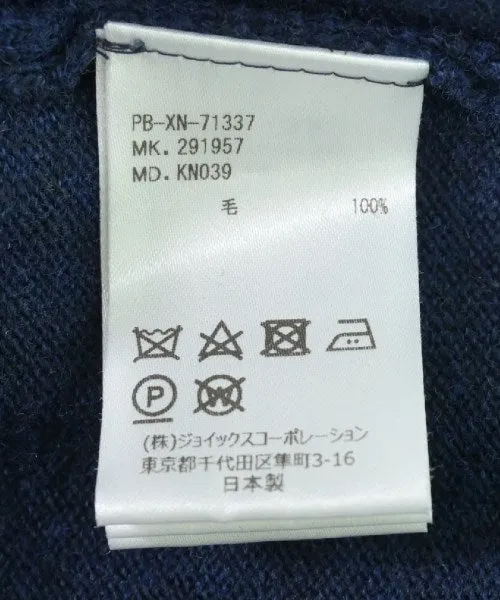 PB-XN-71337
MK. 291957
MD. KN039
毛 100%
P W
(株)ジョイックスコーポレーション
東京都千代田区隼町3-16
日本製